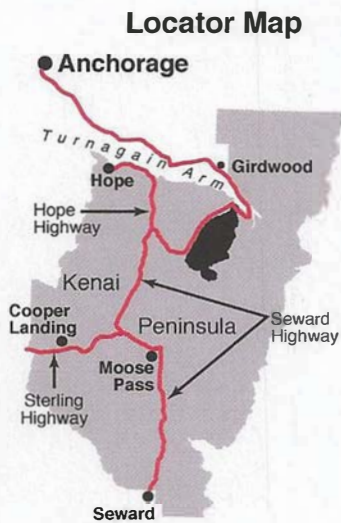 Locator Map
Anchorage
Turnagain Arm
Girdwood
Hope
Hope
Highway
Kenai
Cooper
Landing
Peninsula
Seward
Highway
Moose
Pass
Sterling
Highway
Seward